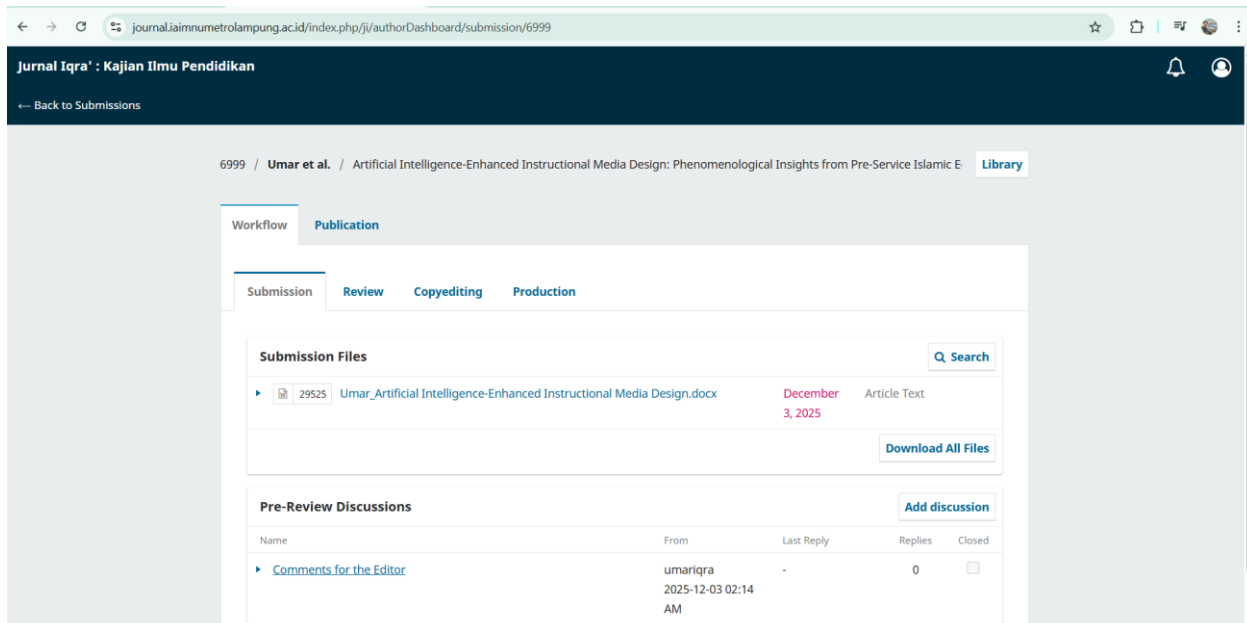 journal.iaimnumetrolampung.ac.id/index.php/ji/authorDashboard/submission/6999
Jurnal Iqra' : Kajian Ilmu Pendidikan
← Back to Submissions
6999 / Umar et al. / Artificial Intelligence-Enhanced Instructional Media Design: Phenomenological Insights from Pre-Service Islamic E
Library
Workflow Publication
Submission Review Copyediting Production
Submission Files
Search
29525 Umar_Artificial Intelligence-Enhanced Instructional Media Design.docx December Article Text
3, 2025
Download All Files
Pre-Review Discussions Add discussion
Name From Last Reply Replies Closed
Comments for the Editor umariqra - 0
2025-12-03 02:14
AM